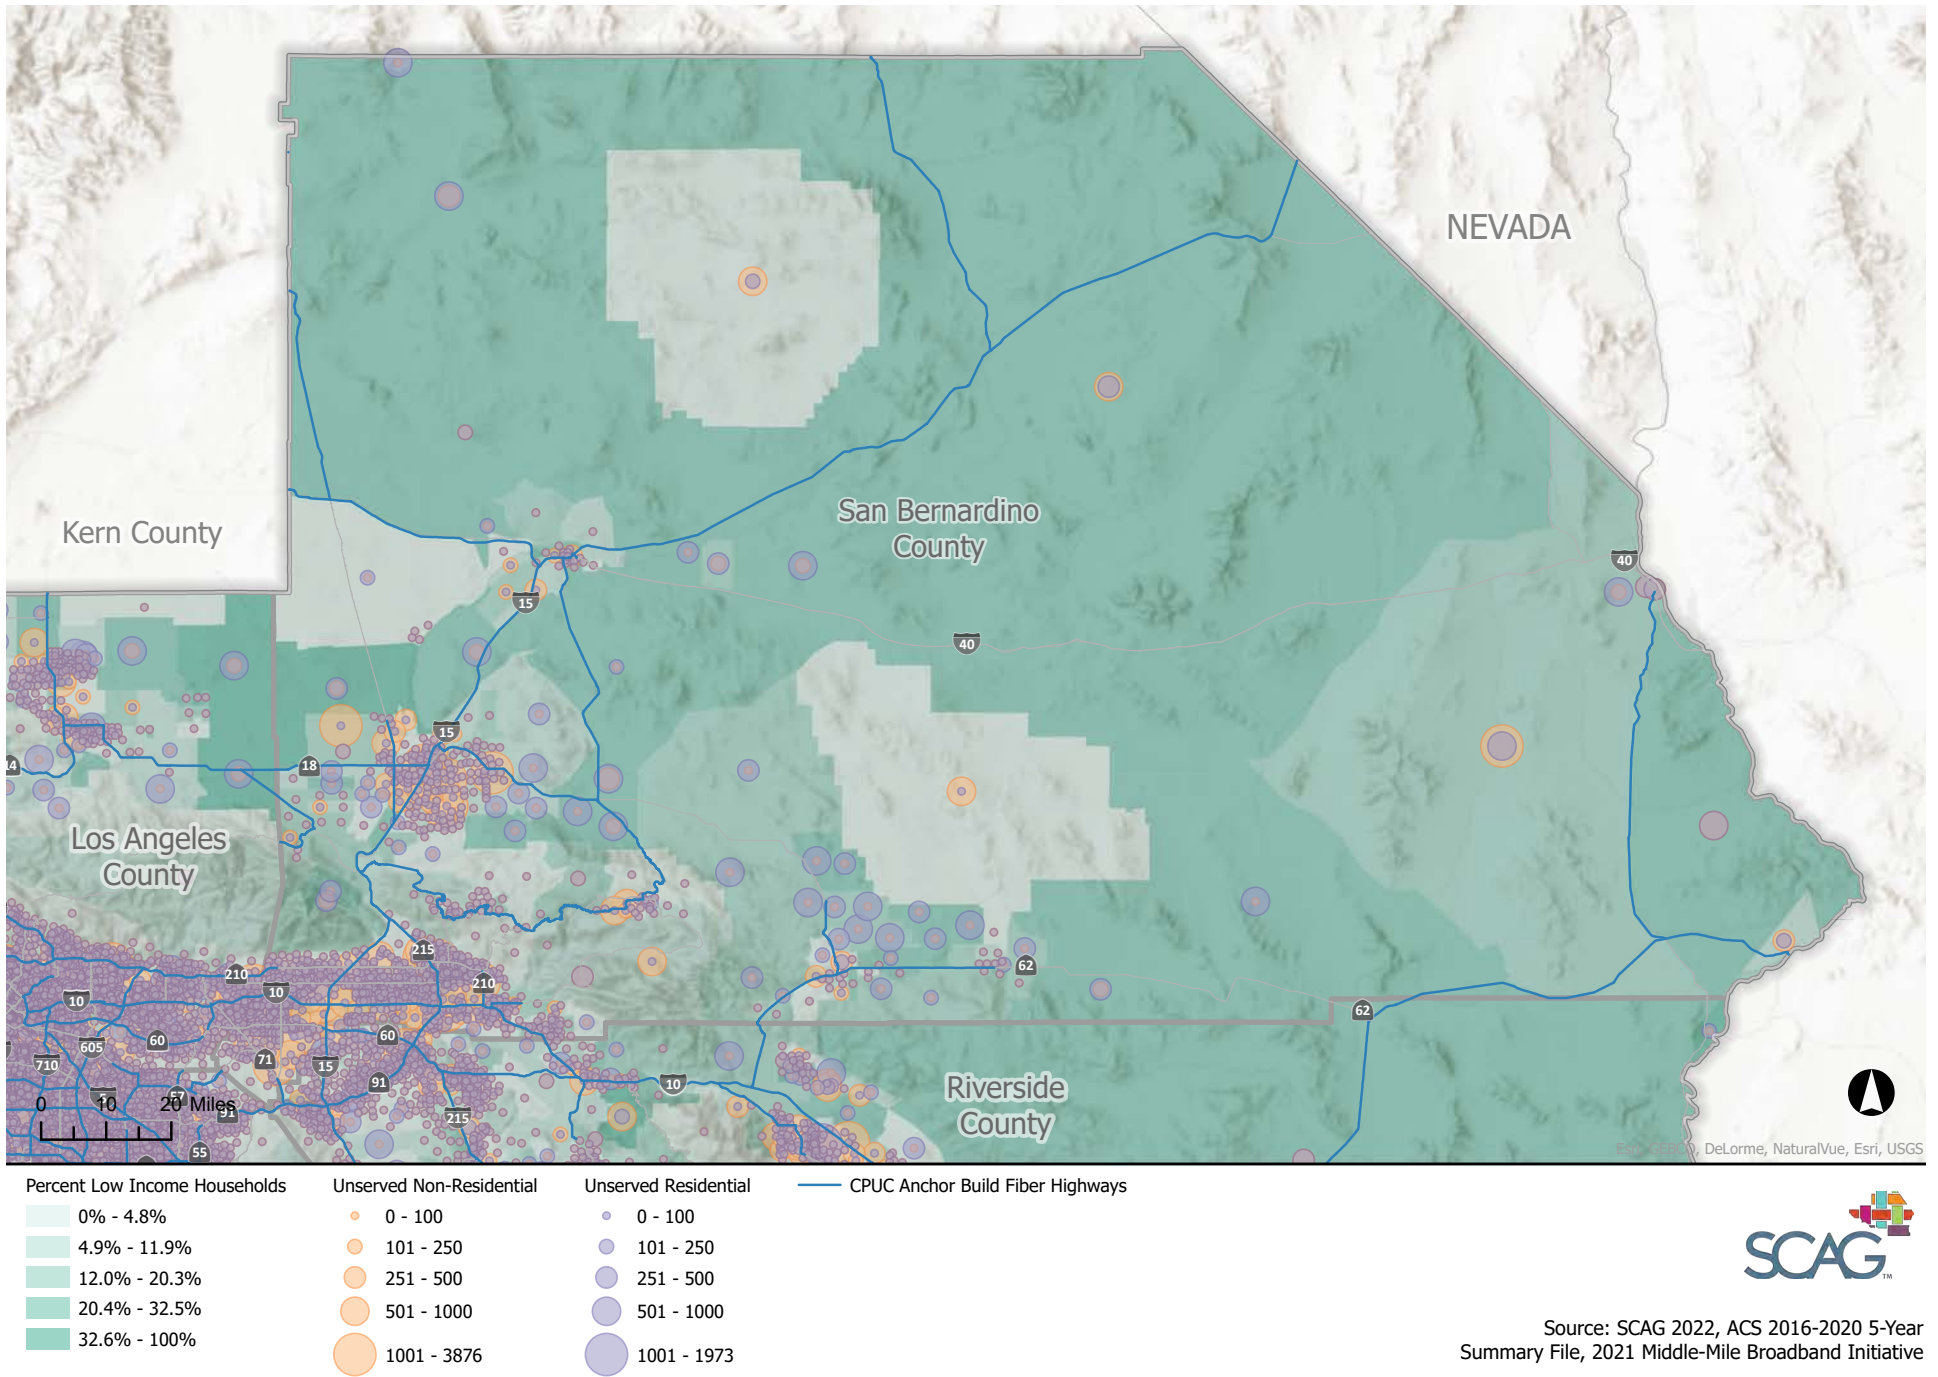 NEVADA
Kern County
San Bernardino
County
40
15
40
15
14
18
Los Angeles
County
215
210
210
10
10
62
62
60
60
605
71
15
710
91
10
Riverside
County
0 10 20 Miles
91
215
55
Esri, GEBCO, DeLorme, NaturalVue, Esri, USGS
Percent Low Income Households
0% - 4.8%
4.9% - 11.9%
12.0% - 20.3%
20.4% - 32.5%
32.6% - 100%
Unserved Non-Residential
0 - 100
101 - 250
251 - 500
501 - 1000
1001 - 3876
Unserved Residential
0 - 100
101 - 250
251 - 500
501 - 1000
1001 - 1973
CPUC Anchor Build Fiber Highways
SCAG™
Source: SCAG 2022, ACS 2016-2020 5-Year
Summary File, 2021 Middle-Mile Broadband Initiative